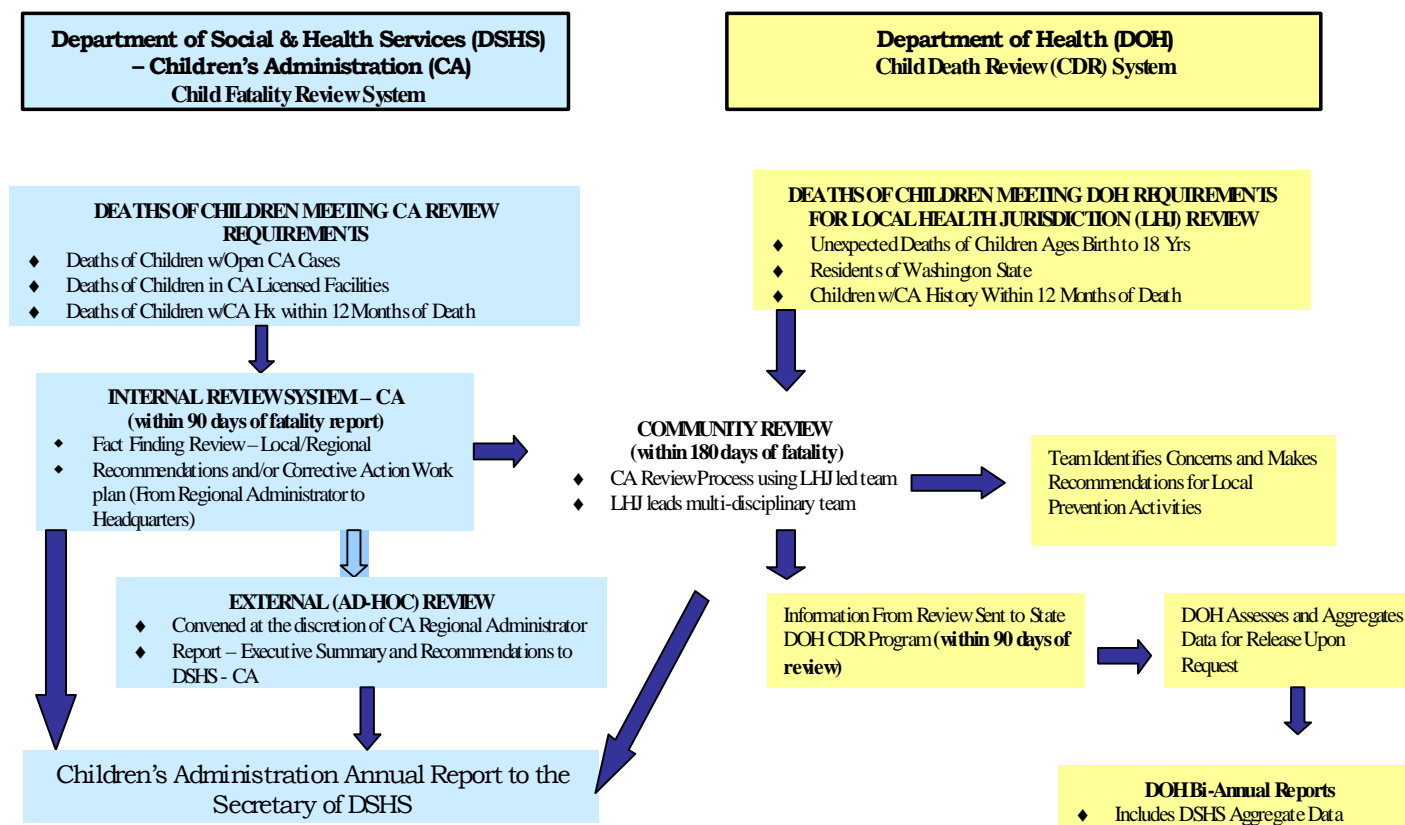 Department of Social & Health Services (DSHS)
– Children's Administration (CA)
Child Fatality Review System
Department of Health (DOH)
Child Death Review (CDR) System
DEATHS OF CHILDREN MEETING CA REVIEW
REQUIREMENTS
♦ Deaths of Children w/Open CA Cases
♦ Deaths of Children in CA Licensed Facilities
♦ Deaths of Children w/CA Hx within 12 Months of Death
DEATHS OF CHILDREN MEETING DOH REQUIREMENTS
FOR LOCAL HEALTH JURISDICTION (LHJ) REVIEW
♦ Unexpected Deaths of Children Ages Birth to 18 Yrs
♦ Residents of Washington State
♦ Children w/CA History Within 12 Months of Death
INTERNAL REVIEW SYSTEM – CA
(within 90 days of fatality report)
♦ Fact Finding Review – Local/Regional
♦ Recommendations and/or Corrective Action Work
plan (From Regional Administrator to
Headquarters)
COMMUNITY REVIEW
(within 180 days of fatality)
♦ CA Review Process using LHJ led team
♦ LHJ leads multi-disciplinary team
Team Identifies Concerns and Makes
Recommendations for Local
Prevention Activities
EXTERNAL (AD-HOC) REVIEW
♦ Convened at the discretion of CA Regional Administrator
♦ Report – Executive Summary and Recommendations to
DSHS - CA
Information From Review Sent to State
DOH CDR Program (within 90 days of
review)
DOH Assesses and Aggregates
Data for Release Upon
Request
Children's Administration Annual Report to the
Secretary of DSHS
DOH Bi-Annual Reports
♦ Includes DSHS Aggregate Data